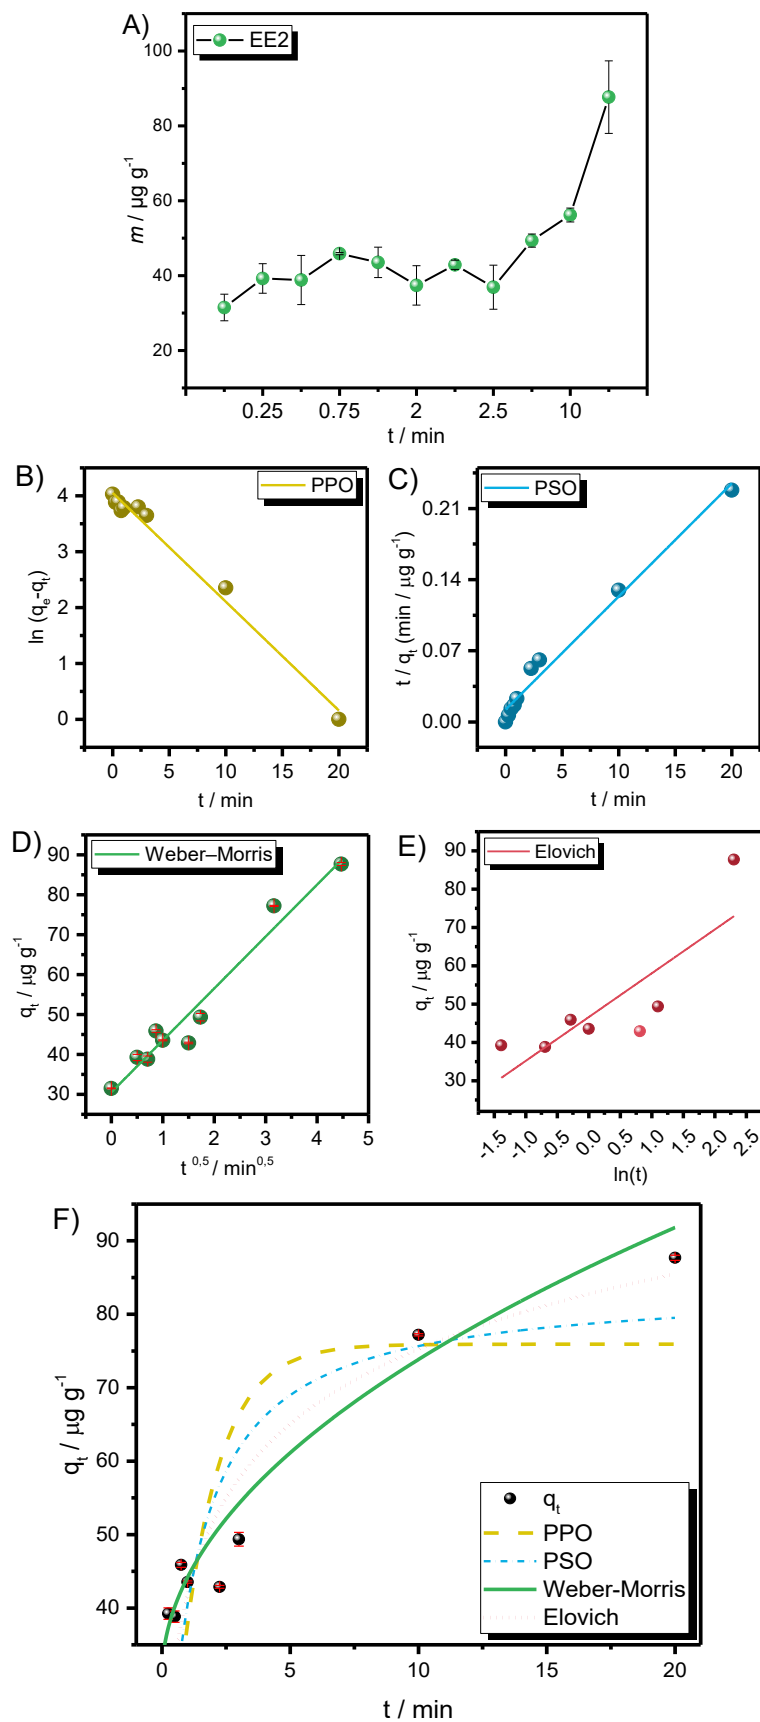 A)
EE2
100
80
60
40
20
m / µg g⁻¹
0.25 0.75 2 2.5 10
t / min
B)
PPO
4
3
2
1
0
ln (qₑ-qₜ)
0 5 10 15 20
t / min
C)
PSO
0.21
0.14
0.07
0.00
t / qₜ (min / µg g⁻¹)
0 5 10 15 20
t / min
D)
Weber–Morris
90
80
70
60
50
40
30
qₜ / µg g⁻¹
0 1 2 3 4 5
t ⁰,⁵ / min⁰,⁵
E)
Elovich
90
80
70
60
50
40
30
qₜ / µg g⁻¹
-1.5 -1.0 -0.5 0.0 0.5 1.0 1.5 2.0 2.5
ln(t)
F)
90
80
70
60
50
40
qₜ / µg g⁻¹
qₜ
PPO
PSO
Weber-Morris
Elovich
0 5 10 15 20
t / min